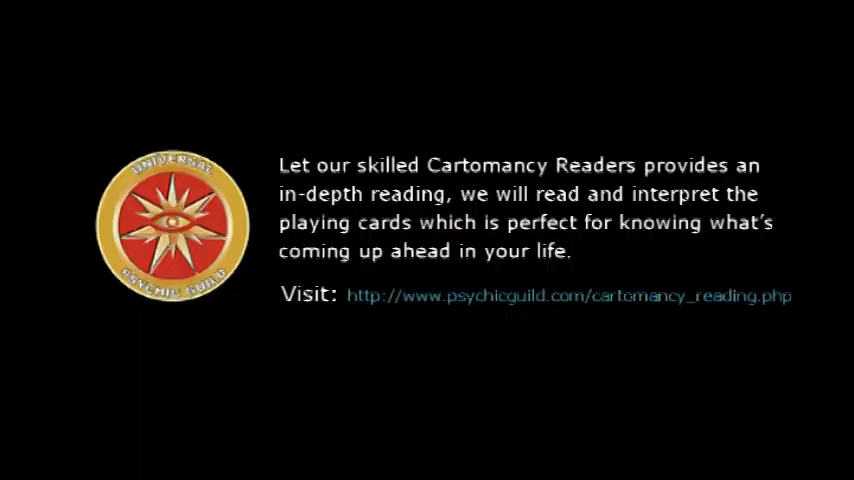 UNIVERSAL
PSYCHIC GUILD
Let our skilled Cartomancy Readers provides an
in-depth reading, we will read and interpret the
playing cards which is perfect for knowing what's
coming up ahead in your life.
Visit: http://www.psychicguild.com/cartomancy_reading.php